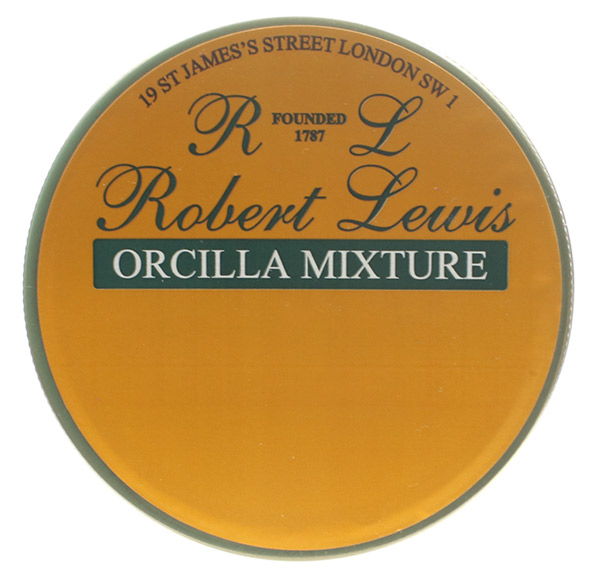 19 ST JAMES'S STREET LONDON SW 1
R FOUNDED L
1787
Robert Lewis
ORCILLA MIXTURE